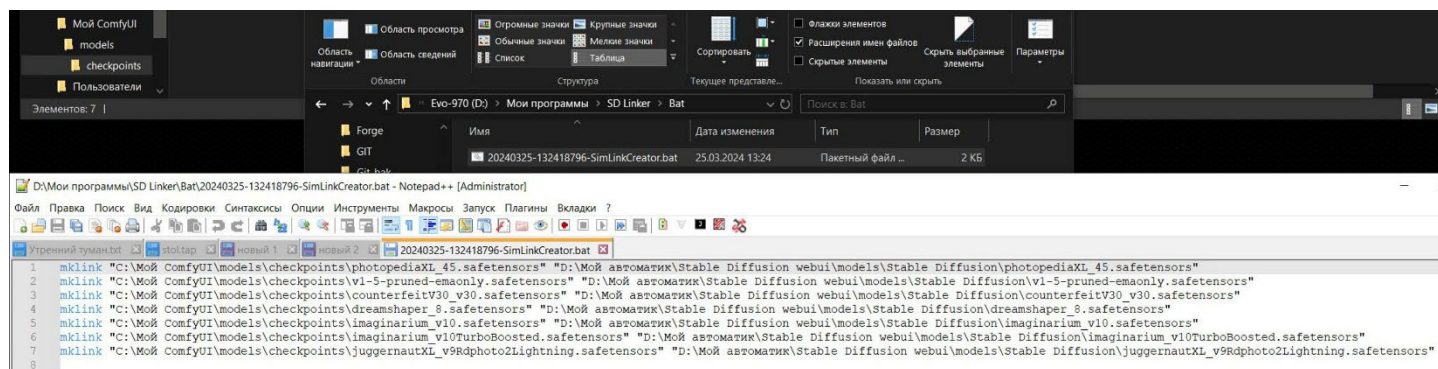 Мой ComfyUI
models
checkpoints
Пользователи
Элементов: 7
Область навигации
Область просмотра
Область сведений
Области
Огромные значки
Крупные значки
Обычные значки
Мелкие значки
Список
Таблица
Структура
Сортировать
Текущее представле...
Флажки элементов
Расширения имен файлов
Скрытые элементы
Скрыть выбранные элементы
Показать или скрыть
Параметры
Evo-970 (D:) > Мои программы > SD Linker > Bat
Поиск в: Bat
Forge
GIT
Git-bak
Имя Дата изменения Тип Размер
20240325-132418796-SimLinkCreator.bat 25.03.2024 13:24 Пакетный файл ... 2 КБ
D:\Мои программы\SD Linker\Bat\20240325-132418796-SimLinkCreator.bat - Notepad++ [Administrator]
Файл Правка Поиск Вид Кодировки Синтаксисы Опции Инструменты Макросы Запуск Плагины Вкладки ?
Утренний туман.txt stol.tap новый 1 новый 2 20240325-132418796-SimLinkCreator.bat
1 mklink "C:\Мой ComfyUI\models\checkpoints\photopediaXL_45.safetensors" "D:\Мой автоматик\Stable Diffusion webui\models\Stable Diffusion\photopediaXL_45.safetensors"
2 mklink "C:\Мой ComfyUI\models\checkpoints\v1-5-pruned-emaonly.safetensors" "D:\Мой автоматик\Stable Diffusion webui\models\Stable Diffusion\v1-5-pruned-emaonly.safetensors"
3 mklink "C:\Мой ComfyUI\models\checkpoints\counterfeitV30_v30.safetensors" "D:\Мой автоматик\Stable Diffusion webui\models\Stable Diffusion\counterfeitV30_v30.safetensors"
4 mklink "C:\Мой ComfyUI\models\checkpoints\dreamshaper_8.safetensors" "D:\Мой автоматик\Stable Diffusion webui\models\Stable Diffusion\dreamshaper_8.safetensors"
5 mklink "C:\Мой ComfyUI\models\checkpoints\imaginarium_v10.safetensors" "D:\Мой автоматик\Stable Diffusion webui\models\Stable Diffusion\imaginarium_v10.safetensors"
6 mklink "C:\Мой ComfyUI\models\checkpoints\imaginarium_v10TurboBoosted.safetensors" "D:\Мой автоматик\Stable Diffusion webui\models\Stable Diffusion\imaginarium_v10TurboBoosted.safetensors"
7 mklink "C:\Мой ComfyUI\models\checkpoints\juggernautXL_v9Rdphoto2Lightning.safetensors" "D:\Мой автоматик\Stable Diffusion webui\models\Stable Diffusion\juggernautXL_v9Rdphoto2Lightning.safetensors"
8